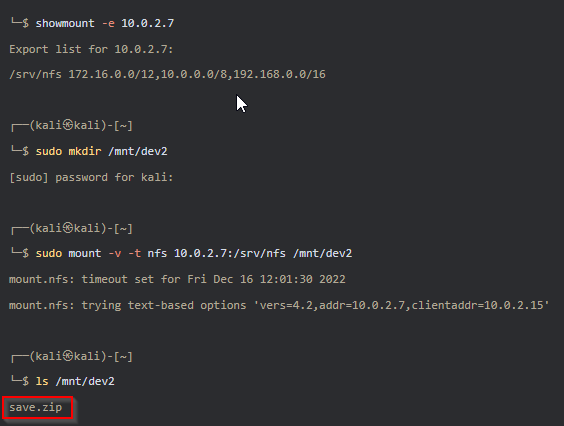 └─$ showmount -e 10.0.2.7
Export list for 10.0.2.7:
/srv/nfs 172.16.0.0/12,10.0.0.0/8,192.168.0.0/16
┌──(kali㉿kali)-[~]
└─$ sudo mkdir /mnt/dev2
[sudo] password for kali:
┌──(kali㉿kali)-[~]
└─$ sudo mount -v -t nfs 10.0.2.7:/srv/nfs /mnt/dev2
mount.nfs: timeout set for Fri Dec 16 12:01:30 2022
mount.nfs: trying text-based options 'vers=4.2,addr=10.0.2.7,clientaddr=10.0.2.15'
┌──(kali㉿kali)-[~]
└─$ ls /mnt/dev2
save.zip